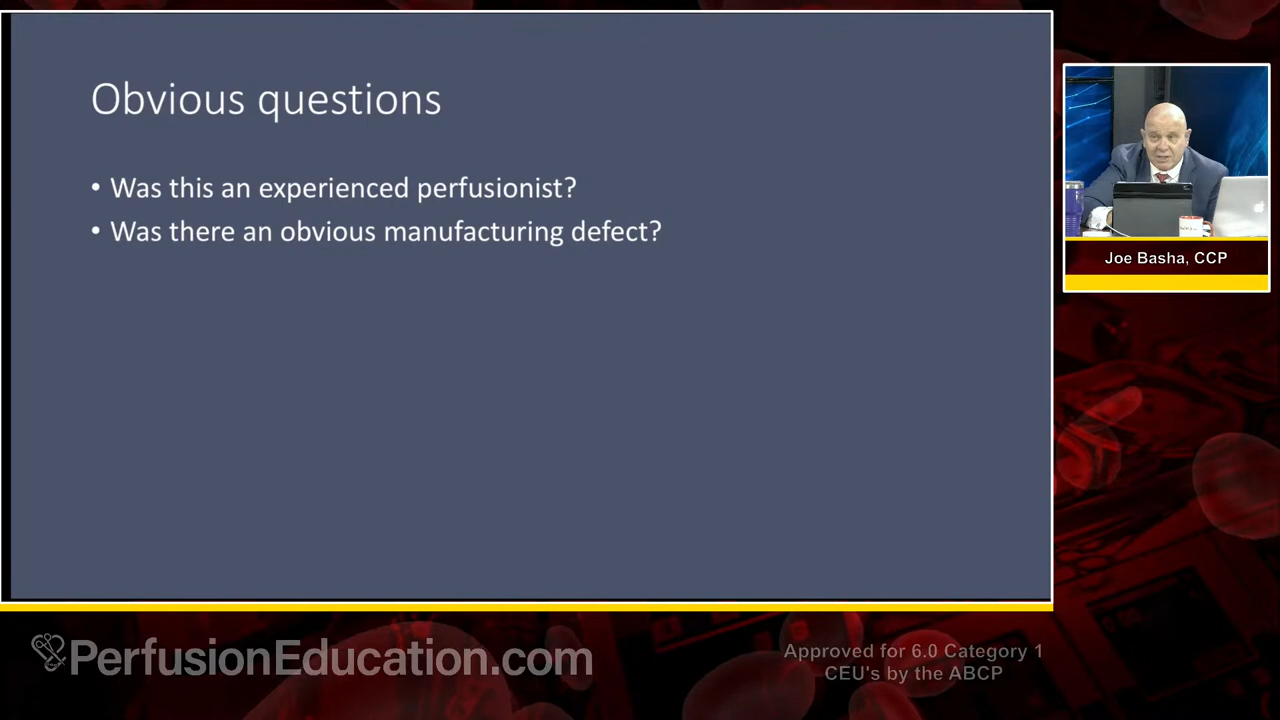 Obvious questions
• Was this an experienced perfusionist?
• Was there an obvious manufacturing defect?
Joe Basha, CCP
PerfusionEducation.com
Approved for 6.0 Category 1
CEU's by the ABCP